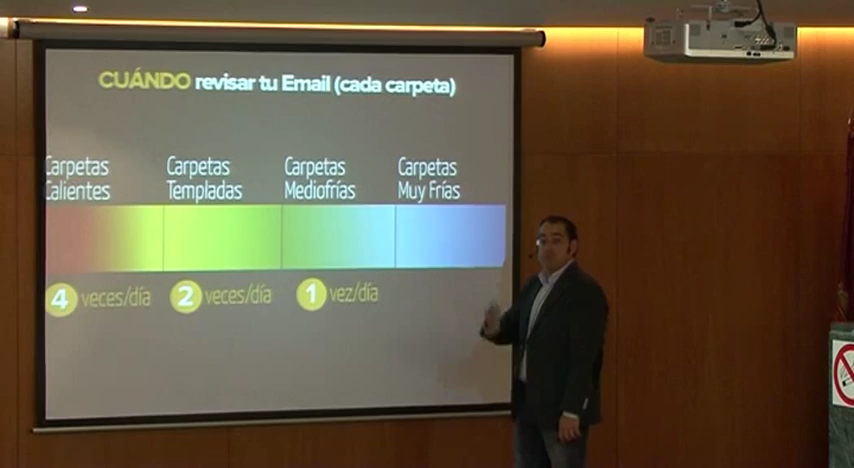 CUÁNDO revisar tu Email (cada carpeta)
Carpetas
Calientes
Carpetas
Templadas
Carpetas
Mediofrías
Carpetas
Muy Frías
4 veces/día
2 veces/día
1 vez/día